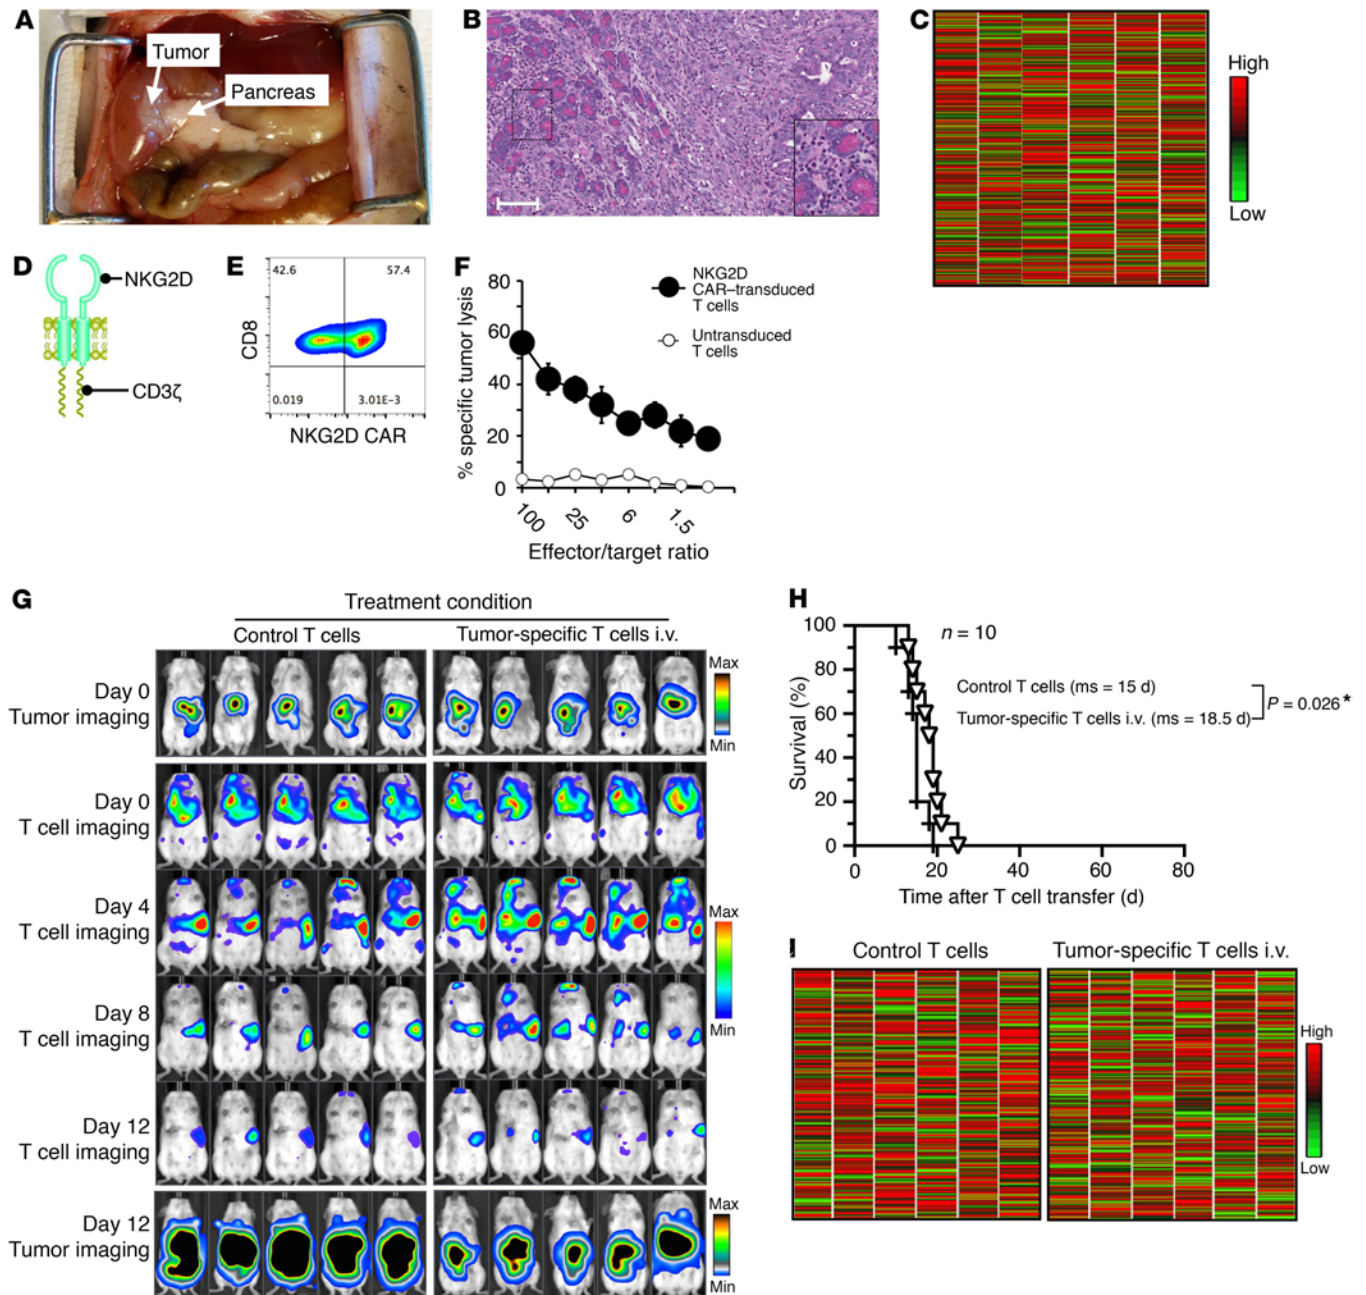 A
Tumor
Pancreas
B
C
High
Low
D
NKG2D
CD3ζ
E
42.6
57.4
CD8
0.019
3.01E-3
NKG2D CAR
F
80
60
40
20
0
% specific tumor lysis
NKG2D
CAR–transduced
T cells
Untransduced
T cells
100
25
6
1.5
Effector/target ratio
G
Treatment condition
Control T cells
Tumor-specific T cells i.v.
Day 0
Tumor imaging
Max
Min
Day 0
T cell imaging
Day 4
T cell imaging
Max
Min
Day 8
T cell imaging
Day 12
T cell imaging
Day 12
Tumor imaging
Max
Min
H
100
80
60
40
20
0
Survival (%)
n = 10
Control T cells (ms = 15 d)
Tumor-specific T cells i.v. (ms = 18.5 d)
P = 0.026*
0
20
40
60
80
Time after T cell transfer (d)
I
Control T cells
Tumor-specific T cells i.v.
High
Low